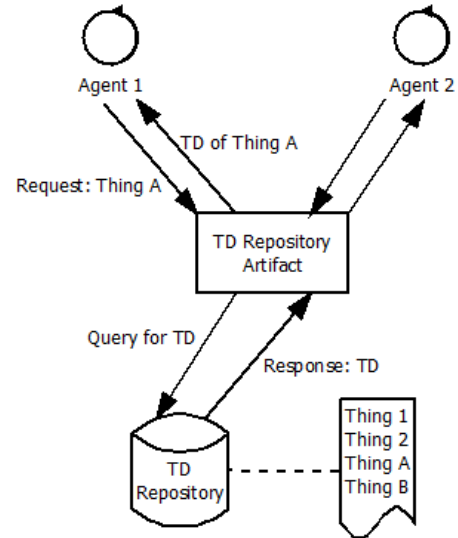 Agent 1
Agent 2
TD of Thing A
Request: Thing A
TD Repository
Artifact
Query for TD
Response: TD
TD
Repository
Thing 1
Thing 2
Thing A
Thing B